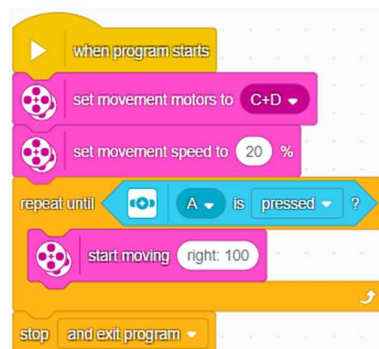 when program starts
set movement motors to C+D
set movement speed to 20 %
repeat until A is pressed ?
start moving right: 100
stop and exit program